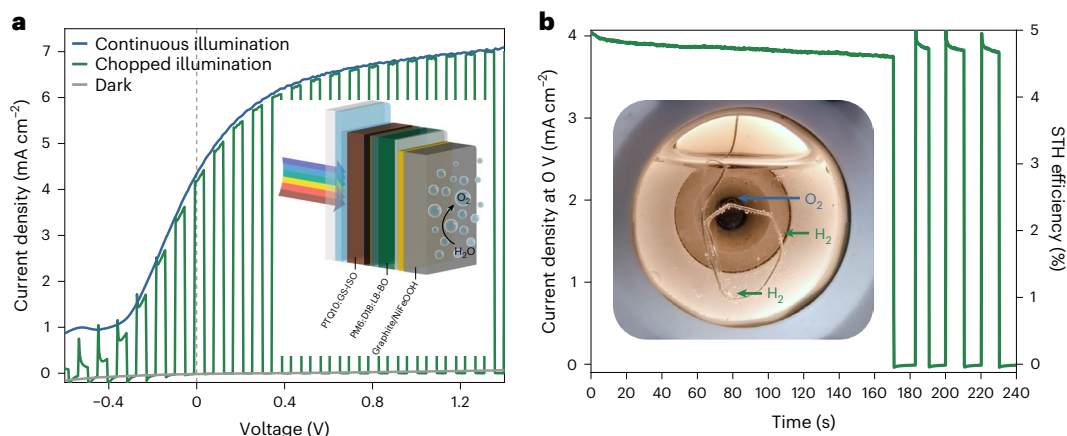 a
Continuous illumination
Chopped illumination
Dark
Current density (mA cm⁻²)
7
6
5
4
3
2
1
0
−0.4
0
0.4
0.8
1.2
Voltage (V)
O₂
H₂O
PTQ10:GS-ISO
PM6:D18:L8-BO
Graphite/NiFeOOH
b
Current density at 0 V (mA cm⁻²)
4
3
2
1
0
O₂
H₂
H₂
0
20
40
60
80
100
120
140
160
180
200
220
240
Time (s)
5
4
3
2
1
0
STH efficiency (%)